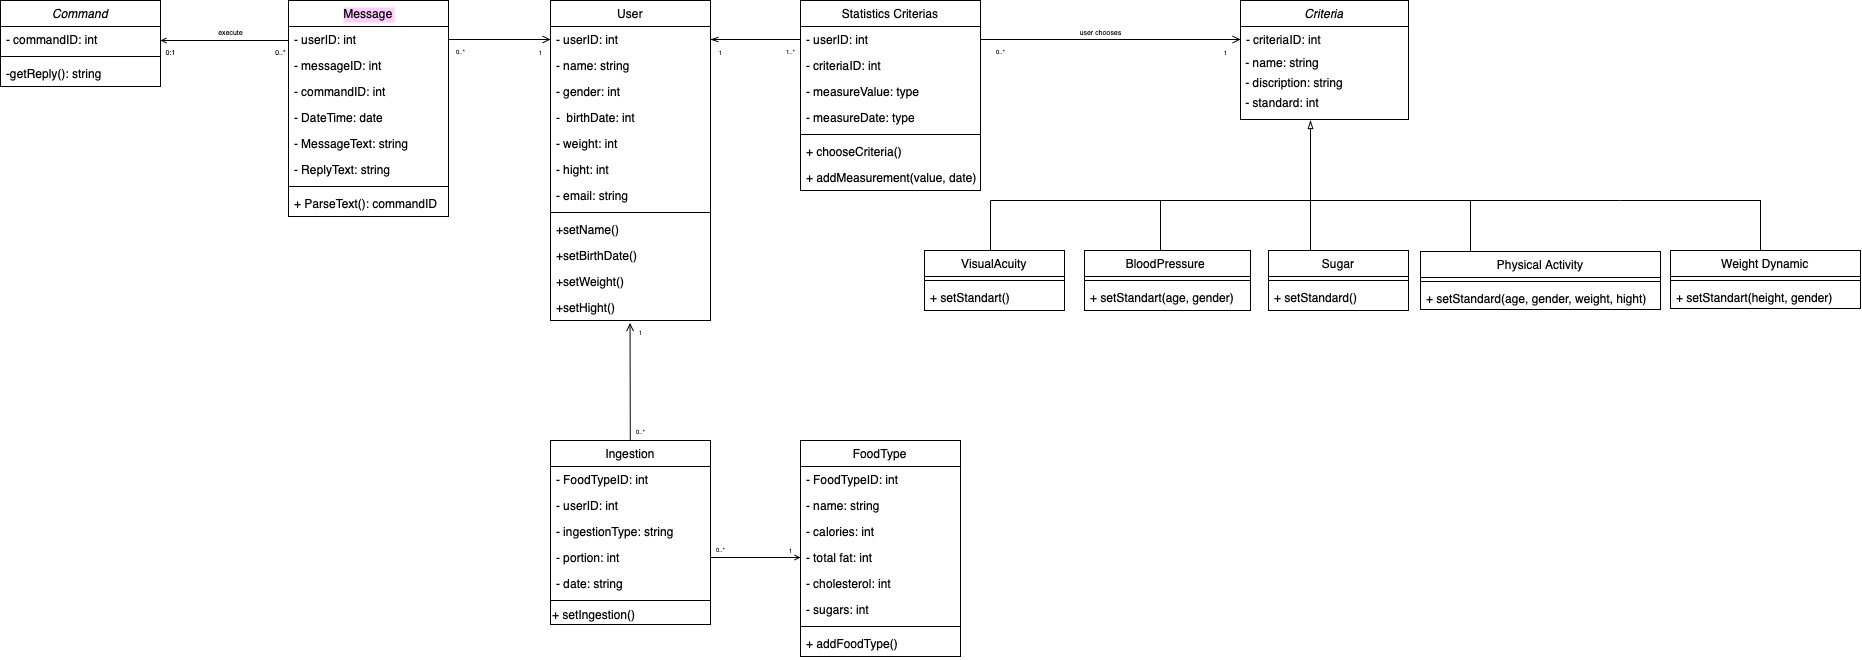 Command
- commandID: int
-getReply(): string
execute
0:1
0..*
Message
- userID: int
- messageID: int
- commandID: int
- DateTime: date
- MessageText: string
- ReplyText: string
+ ParseText(): commandID
0..*
1
User
- userID: int
- name: string
- gender: int
- birthDate: int
- weight: int
- hight: int
- email: string
+setName()
+setBirthDate()
+setWeight()
+setHight()
1
1..*
Statistics Criterias
- userID: int
- criteriaID: int
- measureValue: type
- measureDate: type
+ chooseCriteria()
+ addMeasurement(value, date)
user chooses
0..*
1
Criteria
- criteriaID: int
- name: string
- discription: string
- standard: int
VisualAcuity
+ setStandart()
BloodPressure
+ setStandart(age, gender)
Sugar
+ setStandard()
Physical Activity
+ setStandard(age, gender, weight, hight)
Weight Dynamic
+ setStandart(height, gender)
1
0..*
Ingestion
- FoodTypeID: int
- userID: int
- ingestionType: string
- portion: int
- date: string
+ setIngestion()
0..*
1
FoodType
- FoodTypeID: int
- name: string
- calories: int
- total fat: int
- cholesterol: int
- sugars: int
+ addFoodType()